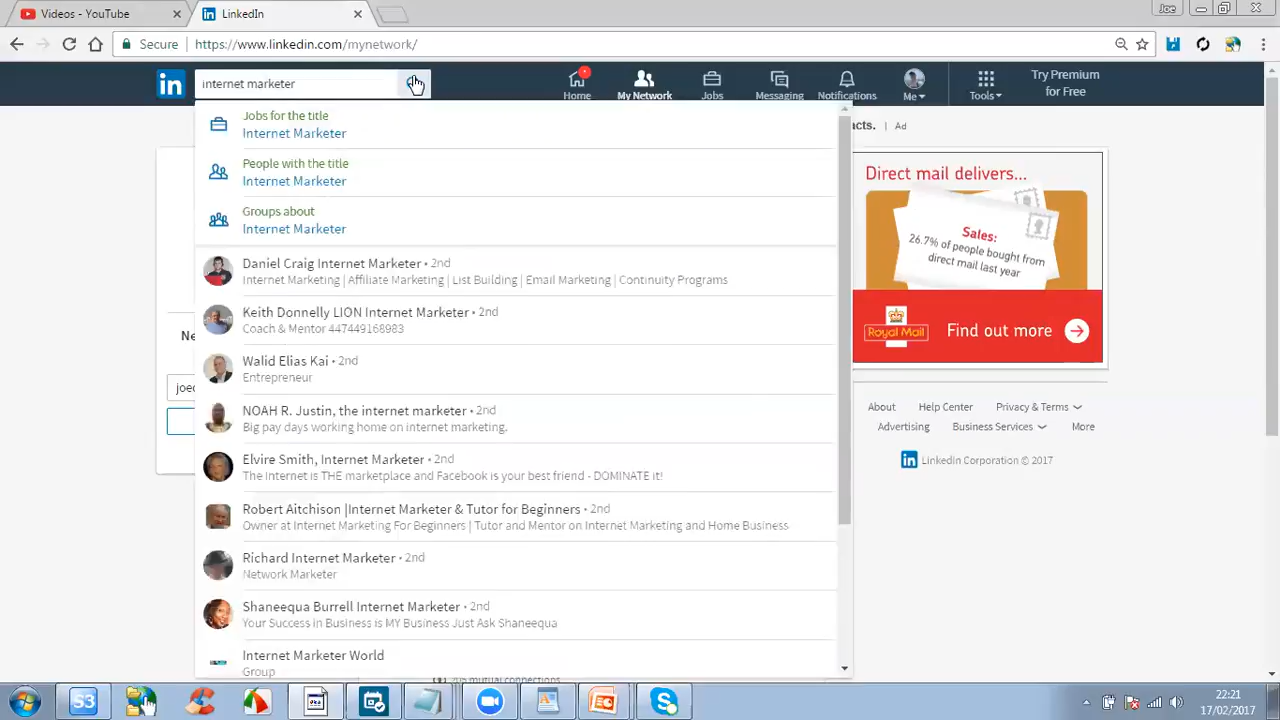 Videos - YouTube
LinkedIn
Joe
Secure
https://www.linkedin.com/mynetwork/
in
internet marketer
Home
My Network
Jobs
Messaging
Notifications
Me
Tools
Try Premium
for Free
Jobs for the title
Internet Marketer
People with the title
Internet Marketer
Groups about
Internet Marketer
Daniel Craig Internet Marketer • 2nd
Internet Marketing | Affiliate Marketing | List Building | Email Marketing | Continuity Programs
Keith Donnelly LION Internet Marketer • 2nd
Coach & Mentor 447449168983
Walid Elias Kai • 2nd
Entrepreneur
NOAH R. Justin, the internet marketer • 2nd
Big pay days working home on internet marketing.
Elvire Smith, Internet Marketer • 2nd
The Internet is THE marketplace and Facebook is your best friend - DOMINATE it!
Robert Aitchison |Internet Marketer & Tutor for Beginners • 2nd
Owner at Internet Marketing For Beginners | Tutor and Mentor on Internet Marketing and Home Business
Richard Internet Marketer • 2nd
Network Marketer
Shaneequa Burrell Internet Marketer • 2nd
Your Success in Business is MY Business Just Ask Shaneequa
Internet Marketer World
Group
Ne
joec
acts. | Ad
Direct mail delivers...
Sales:
26.7% of people bought from
direct mail last year
Royal Mail
Find out more
About
Help Center
Privacy & Terms
Advertising
Business Services
More
in LinkedIn Corporation © 2017
mutual connections
S3
22:21
17/02/2017